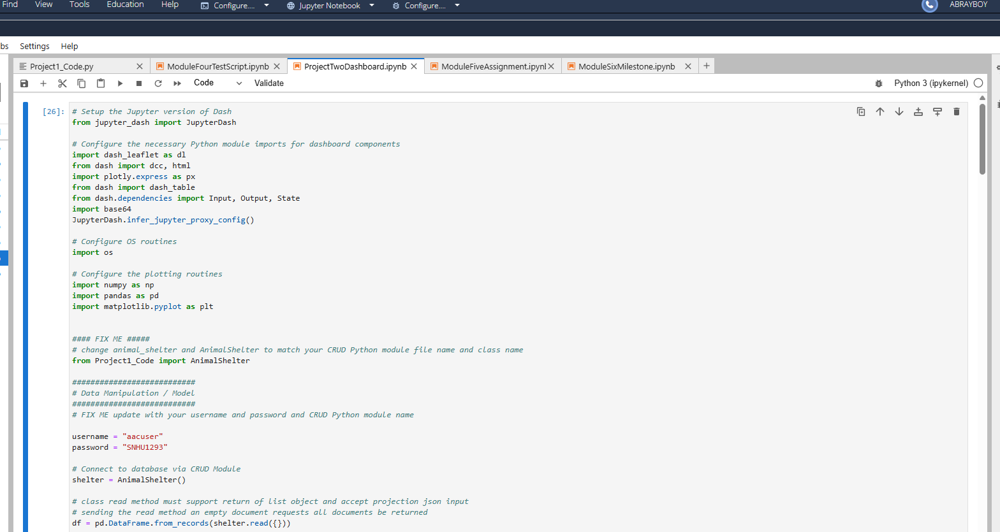 Find View Tools Education Help Configure.... Jupyter Notebook Configure.... ABRAYBOY
bs Settings Help
Project1_Code.py ModuleFourTestScript.ipynb ProjectTwoDashboard.ipynb ModuleFiveAssignment.ipynl ModuleSixMilestone.ipynb
Code Validate Python 3 (ipykernel)
[26]: # Setup the Jupyter version of Dash
from jupyter_dash import JupyterDash
# Configure the necessary Python module imports for dashboard components
import dash_leaflet as dl
from dash import dcc, html
import plotly.express as px
from dash import dash_table
from dash.dependencies import Input, Output, State
import base64
JupyterDash.infer_jupyter_proxy_config()
# Configure OS routines
import os
# Configure the plotting routines
import numpy as np
import pandas as pd
import matplotlib.pyplot as plt
#### FIX ME #####
# change animal_shelter and AnimalShelter to match your CRUD Python module file name and class name
from Project1_Code import AnimalShelter
###########################
# Data Manipulation / Model
###########################
# FIX ME update with your username and password and CRUD Python module name
username = "aacuser"
password = "SNHU1293"
# Connect to database via CRUD Module
shelter = AnimalShelter()
# class read method must support return of list object and accept projection json input
# sending the read method an empty document requests all documents be returned
df = pd.DataFrame.from_records(shelter.read({}))